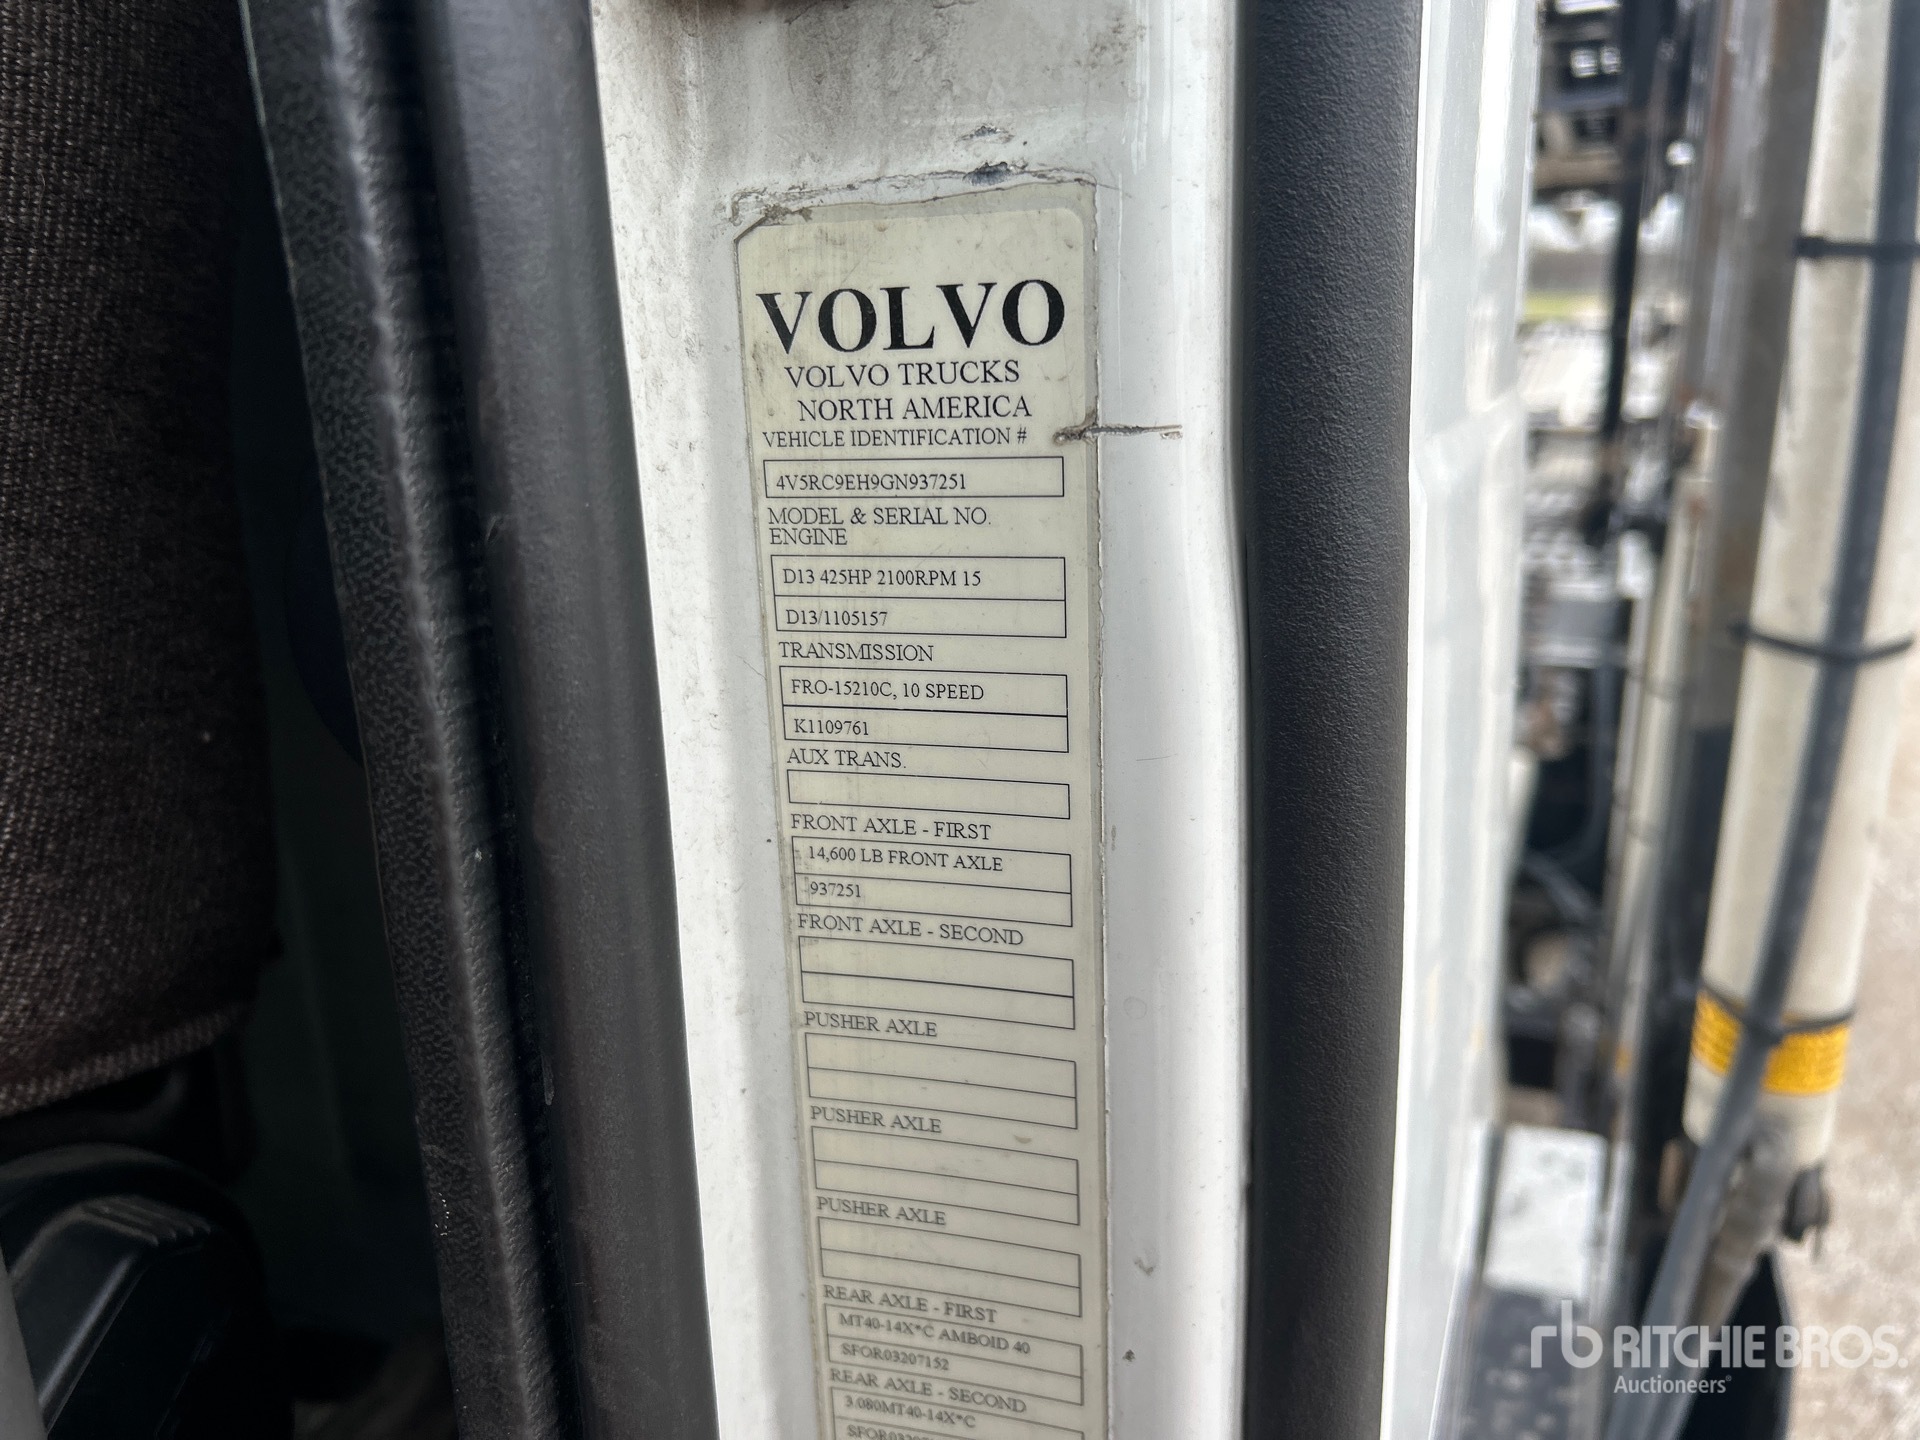 VOLVO
VOLVO TRUCKS
NORTH AMERICA
VEHICLE IDENTIFICATION #
4V5RC9EH9GN937251
MODEL & SERIAL NO.
ENGINE
D13 425HP 2100RPM 15
D13/1105157
TRANSMISSION
FRO-15210C, 10 SPEED
K1109761
AUX TRANS.
FRONT AXLE - FIRST
14,600 LB FRONT AXLE
937251
FRONT AXLE - SECOND
PUSHER AXLE
PUSHER AXLE
PUSHER AXLE
REAR AXLE - FIRST
MT40-14X*C AMBOID 40
SFOR03207152
REAR AXLE - SECOND
3.080MT40-14X*C
rb RITCHIE BROS.
Auctioneers